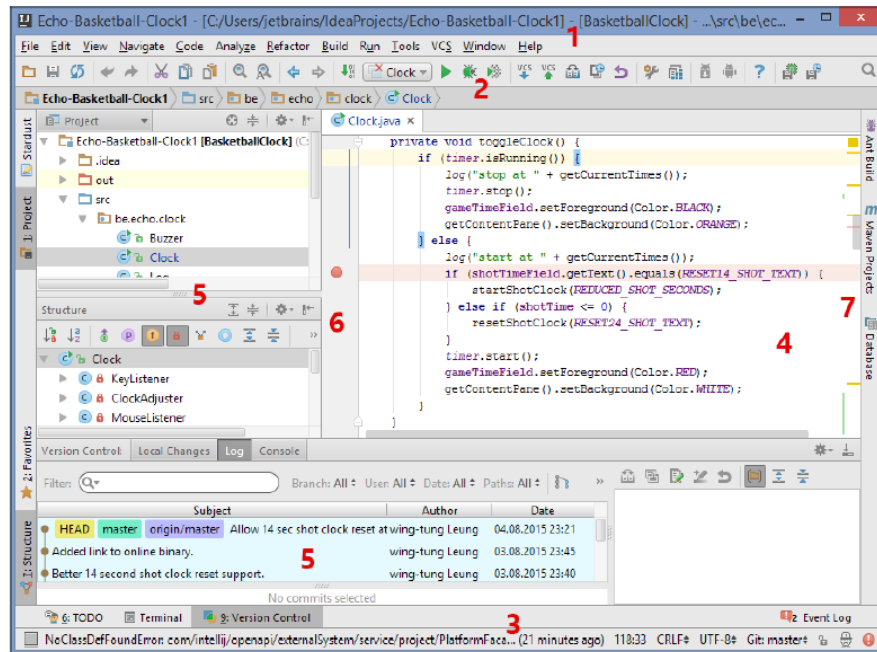 Echo-Basketball-Clock1 - [C:/Users/jetbrains/IdeaProjects/Echo-Basketball-Clock1] - [BasketballClock] - ...\src\be\ec...
File Edit View Navigate Code Analyze Refactor Build Run Tools VCS Window Help
1
Clock
VCS VCS
?
2
Echo-Basketball-Clock1 src be echo clock Clock
Stardust
1: Project
2: Favorites
7: Structure
Project
Echo-Basketball-Clock1 [BasketballClock] (C:
.idea
out
src
be.echo.clock
Buzzer
Clock
Log
5
Structure
Clock
KeyListener
ClockAdjuster
MouseListener
6
Clock.java ×
private void toggleClock() {
if (timer.isRunning()) {
log("stop at " + getCurrentTimes());
timer.stop();
gameTimeField.setForeground(Color.BLACK);
getContentPane().setBackground(Color.ORANGE);
} else {
log("start at " + getCurrentTimes());
if (shotTimeField.getText().equals(RESET14_SHOT_TEXT)) {
startShotClock(REDUCED_SHOT_SECONDS);
} else if (shotTime <= 0) {
resetShotClock(RESET24_SHOT_TEXT);
}
timer.start();
gameTimeField.setForeground(Color.RED);
getContentPane().setBackground(Color.WHITE);
}
}
4
7
Ant Build
m Maven Projects
Database
Version Control: Local Changes Log Console
Filter: Branch: All User: All Date: All Paths: All »
Subject Author Date
HEAD master origin/master Allow 14 sec shot clock reset at wing-tung Leung 04.08.2015 23:21
Added link to online binary. wing-tung Leung 03.08.2015 23:45
Better 14 second shot clock reset support. wing-tung Leung 03.08.2015 23:40
5
No commits selected
6: TODO Terminal 9: Version Control 2 Event Log
3
NoClassDefFoundError: com/intellij/openapi/externalSystem/service/project/PlatformFaca... (21 minutes ago) 118:33 CRLF UTF-8 Git: master